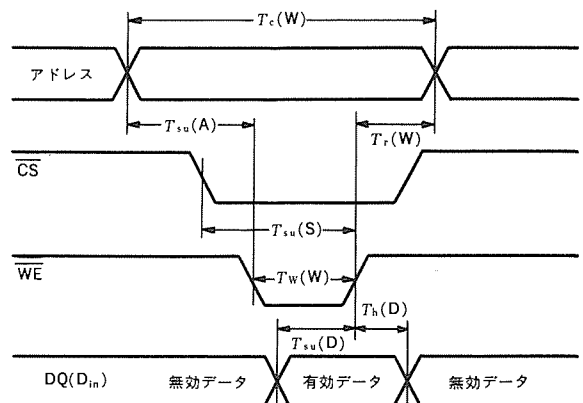 Tc(W)
アドレス
Tsu(A)
Tr(W)
CS
Tsu(S)
WE
TW(W)
Th(D)
Tsu(D)
DQ(Din) 無効データ 有効データ 無効データ